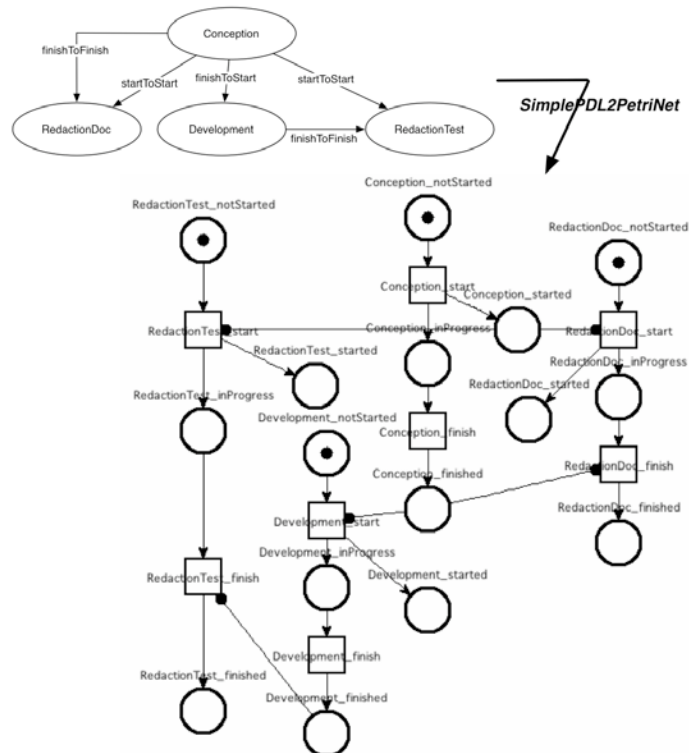 Conception
finishToFinish
startToStart
finishToStart
startToStart
SimplePDL2PetriNet
RedactionDoc
Development
RedactionTest
finishToFinish
Conception_notStarted
RedactionTest_notStarted
RedactionDoc_notStarted
Conception_start
Conception_started
RedactionTest_start
Conception_inProgress
RedactionDoc_start
RedactionTest_started
RedactionDoc_inProgress
RedactionDoc_started
RedactionTest_inProgress
Development_notStarted
Conception_finish
Conception_finished
RedactionDoc_finish
RedactionDoc_finished
Development_start
Development_inProgress
RedactionTest_finish
Development_started
Development_finish
RedactionTest_finished
Development_finished